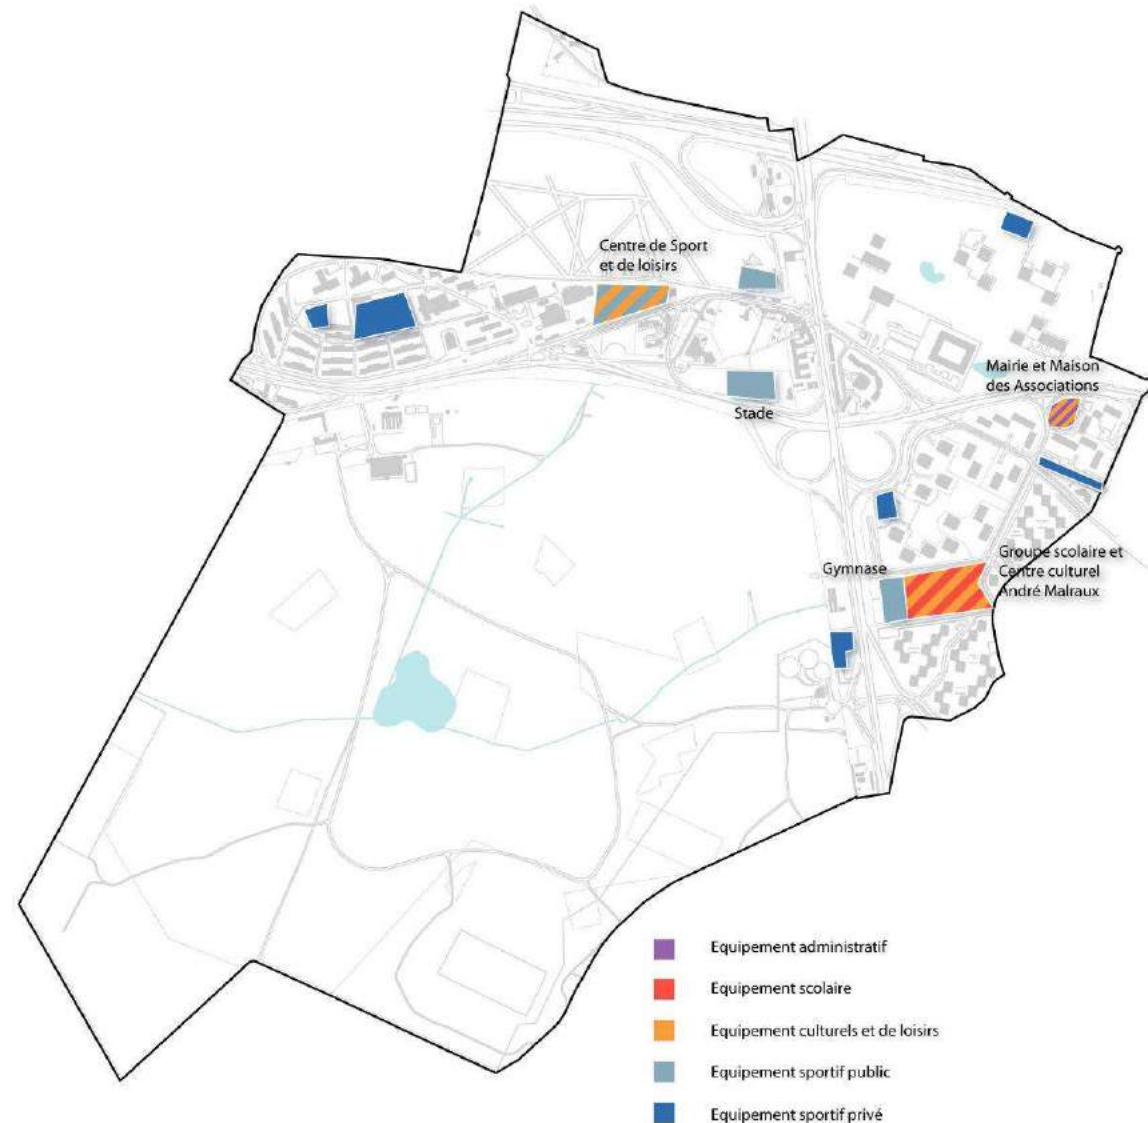 Centre de Sport
et de loisirs
Mairie et Maison
des Associations
Stade
Gymnase
Groupe scolaire et
Centre culturel
André Malraux
Equipement administratif
Equipement scolaire
Equipement culturels et de loisirs
Equipement sportif public
Equipement sportif privé